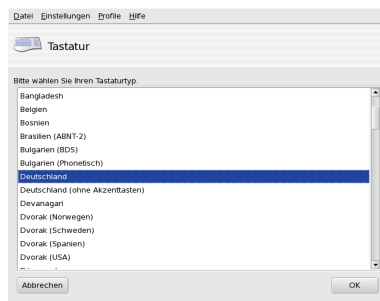 Datei Einstellungen Profile Hilfe
Tastatur
Bitte wählen Sie Ihren Tastaturtyp.
Bangladesh
Belgien
Bosnien
Brasilien (ABNT-2)
Bulgarien (BDS)
Bulgarien (Phonetisch)
Deutschland
Deutschland (ohne Akzenttasten)
Devanagari
Dvorak (Norwegen)
Dvorak (Schweden)
Dvorak (Spanien)
Dvorak (USA)
Abbrechen OK